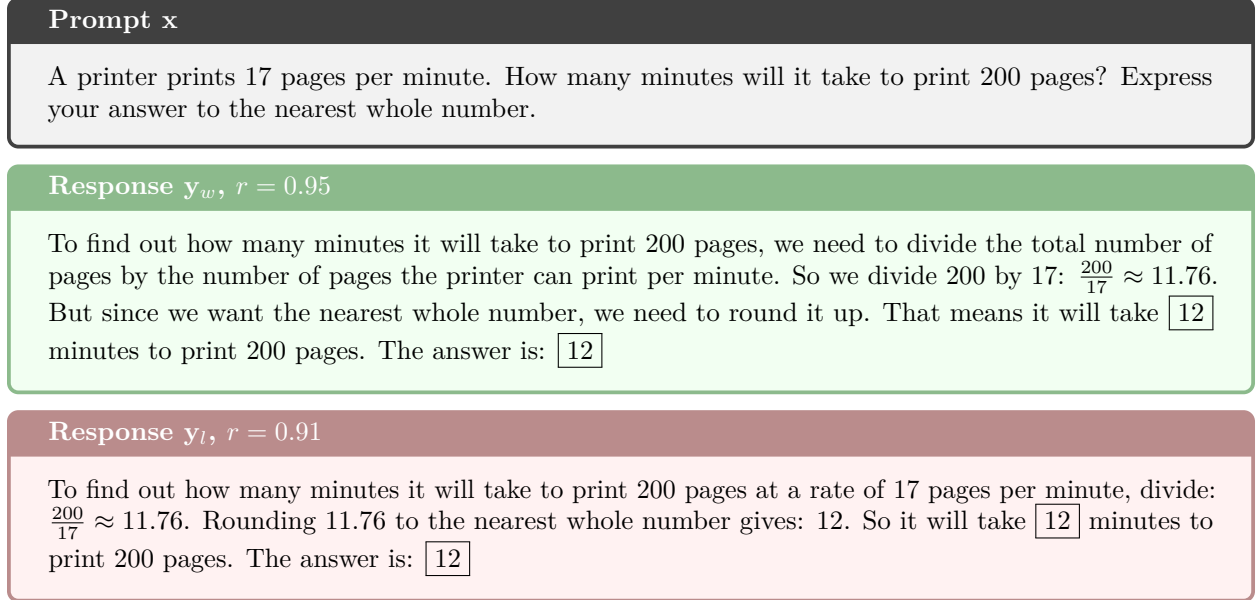 Prompt x
A printer prints 17 pages per minute. How many minutes will it take to print 200 pages? Express
your answer to the nearest whole number.
Response y_w, r = 0.95
To find out how many minutes it will take to print 200 pages, we need to divide the total number of
pages by the number of pages the printer can print per minute. So we divide 200 by 17: 200/17 ≈ 11.76.
But since we want the nearest whole number, we need to round it up. That means it will take 12
minutes to print 200 pages. The answer is: 12
Response y_l, r = 0.91
To find out how many minutes it will take to print 200 pages at a rate of 17 pages per minute, divide:
200/17 ≈ 11.76. Rounding 11.76 to the nearest whole number gives: 12. So it will take 12 minutes to
print 200 pages. The answer is: 12